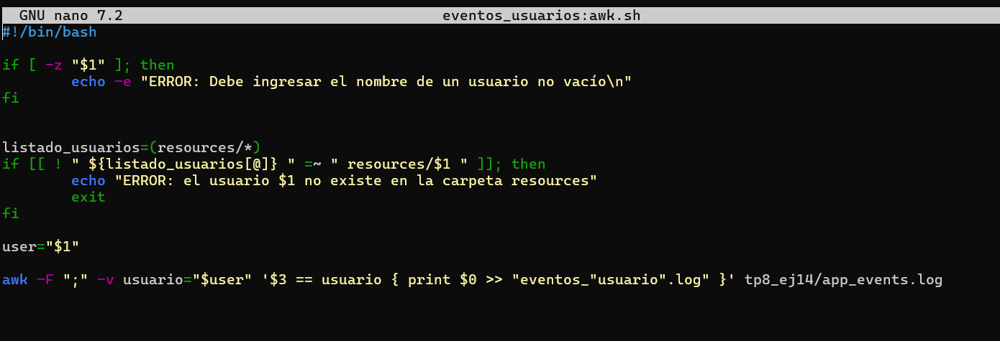 GNU nano 7.2 eventos_usuarios:awk.sh
#!/bin/bash
if [ -z "$1" ]; then
echo -e "ERROR: Debe ingresar el nombre de un usuario no vacío\n"
fi
listado_usuarios=(resources/*)
if [[ ! " ${listado_usuarios[@]} " =~ " resources/$1 " ]]; then
echo "ERROR: el usuario $1 no existe en la carpeta resources"
exit
fi
user="$1"
awk -F ";" -v usuario="$user" '$3 == usuario { print $0 >> "eventos_"usuario".log" }' tp8_ej14/app_events.log